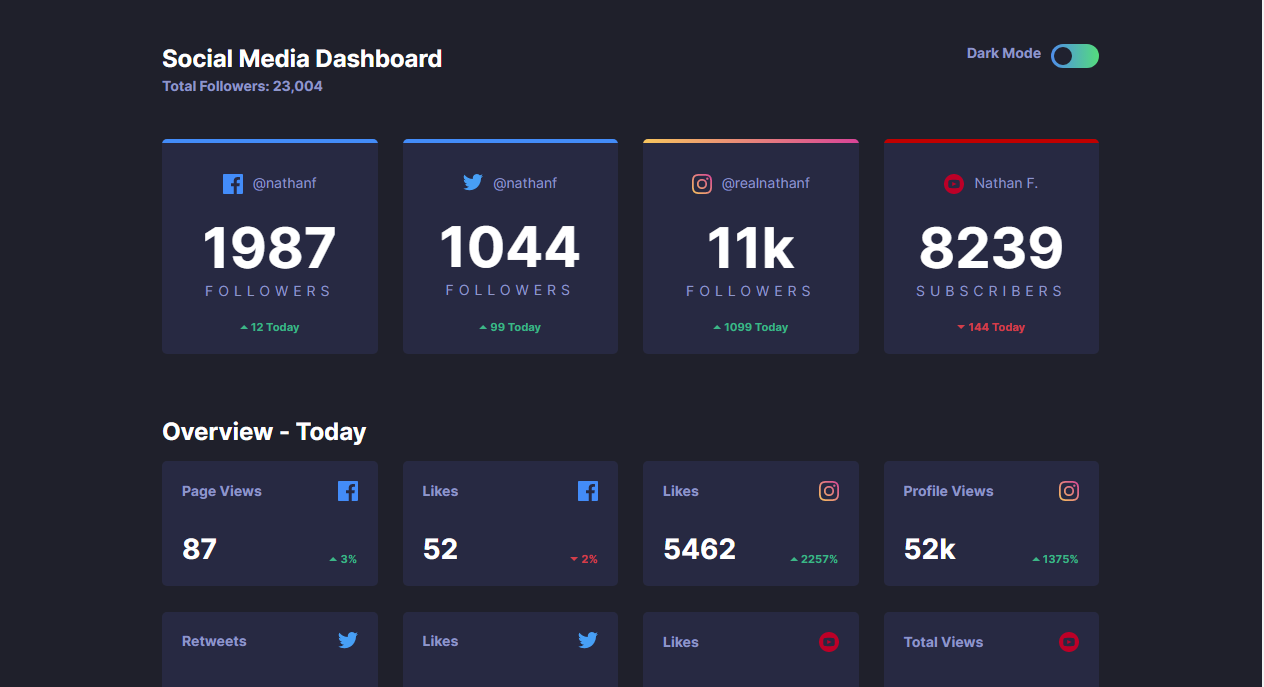 Social Media Dashboard
Dark Mode
Total Followers: 23,004
@nathanf
@nathanf
@realnathanf
Nathan F.
1987
1044
11k
8239
FOLLOWERS
FOLLOWERS
FOLLOWERS
SUBSCRIBERS
12 Today
99 Today
1099 Today
144 Today
Overview - Today
Page Views
Likes
Likes
Profile Views
87
3%
52
2%
5462
2257%
52k
1375%
Retweets
Likes
Likes
Total Views